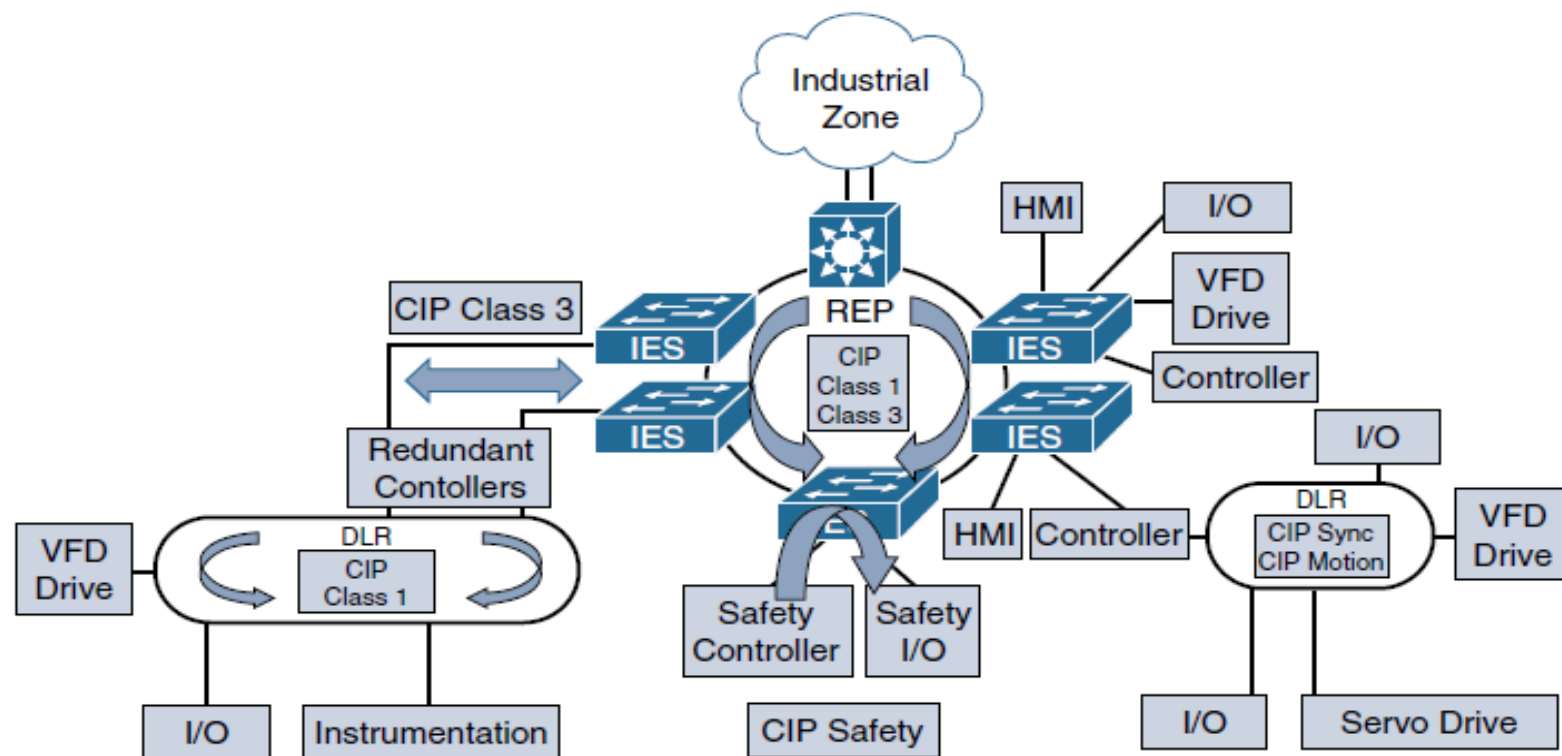 Industrial
Zone
HMI
I/O
CIP Class 3
REP
VFD
Drive
IES
IES
CIP
Class 1
Class 3
Controller
IES
IES
I/O
Redundant
Contollers
IES
DLR
HMI
Controller
DLR
CIP Sync
CIP Motion
VFD
Drive
VFD
Drive
CIP
Class 1
Safety
Controller
Safety
I/O
I/O
Instrumentation
CIP Safety
I/O
Servo Drive